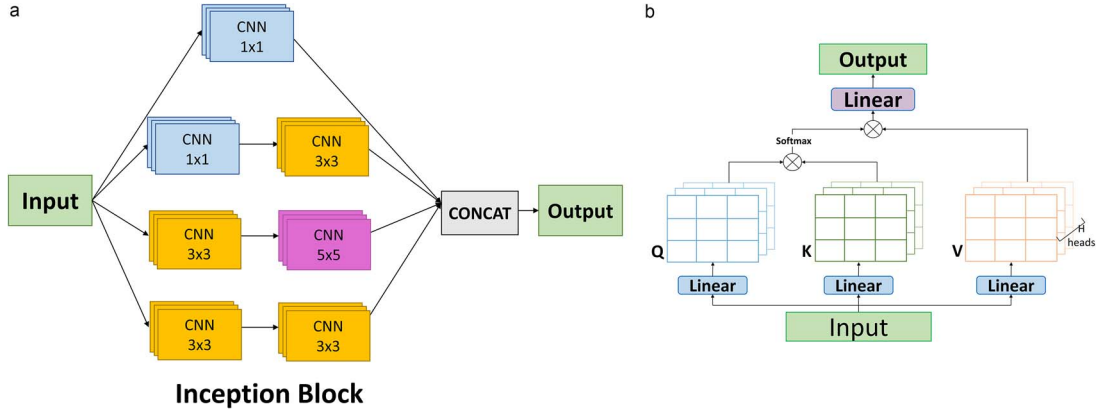 a
CNN
1x1
CNN
1x1
CNN
3x3
Input
CONCAT
Output
CNN
3x3
CNN
5x5
CNN
3x3
CNN
3x3
Inception Block
b
Output
Linear
Softmax
Q
K
V
H
heads
Linear
Linear
Linear
Input